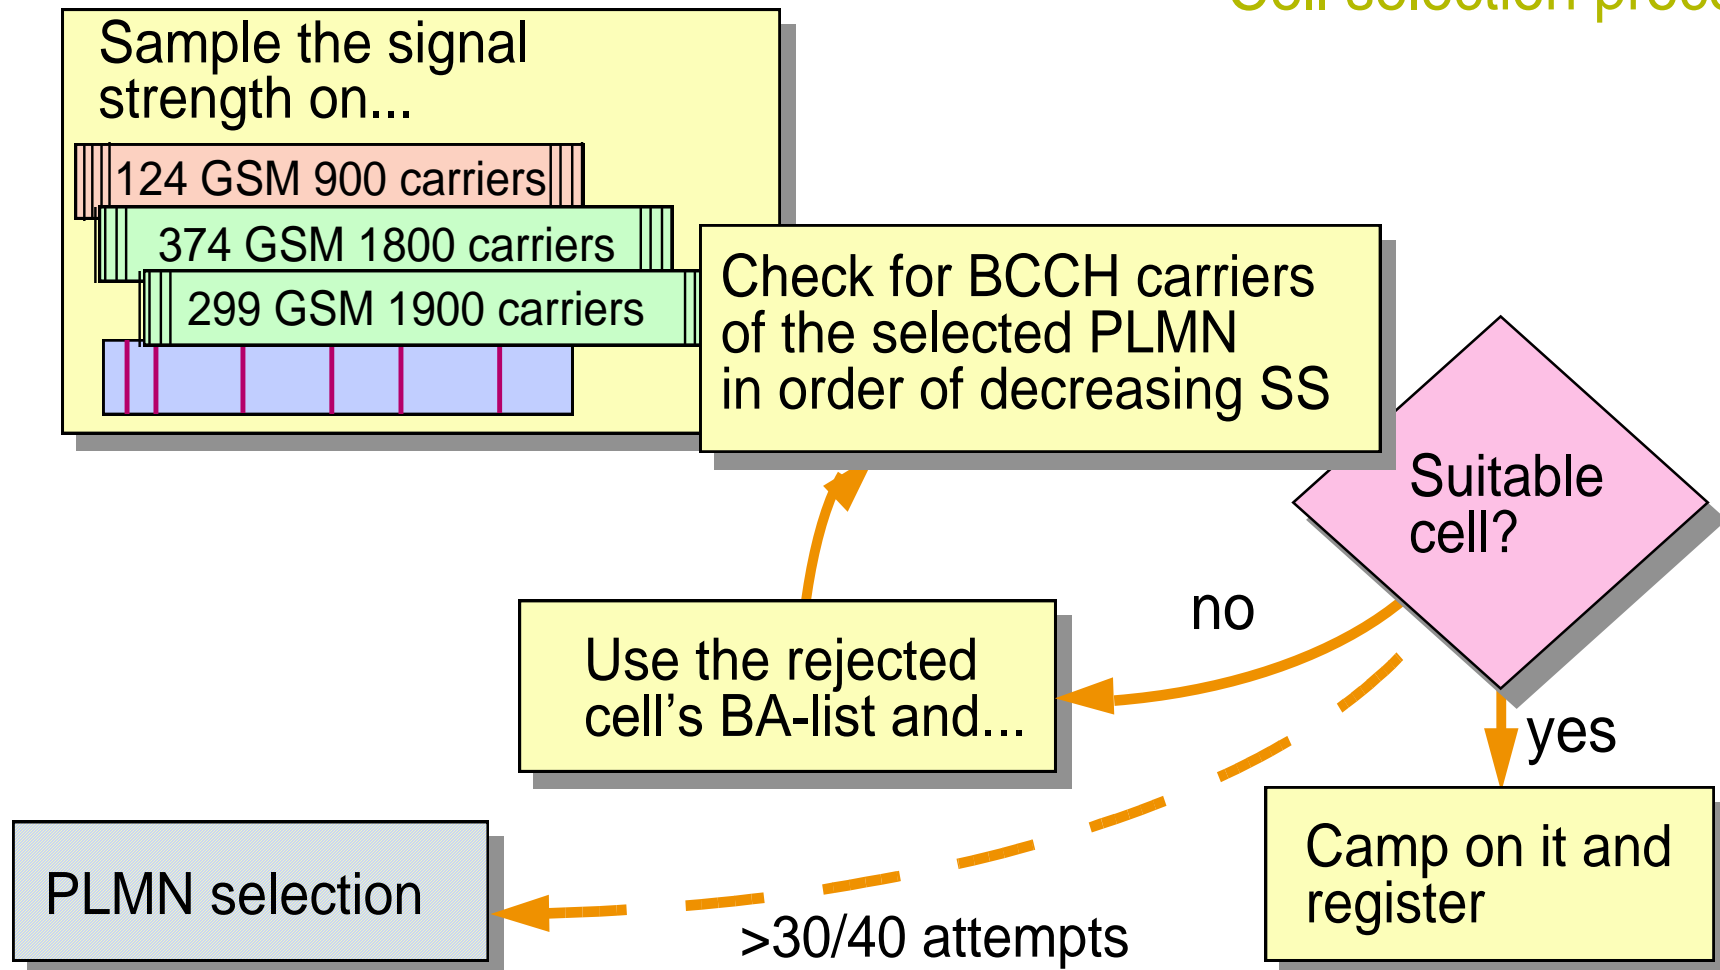 Cell selection
Sample the signal
strength on...
124 GSM 900 carriers
374 GSM 1800 carriers
299 GSM 1900 carriers
Check for BCCH carriers
of the selected PLMN
in order of decreasing SS
Suitable
cell?
no
Use the rejected
cell’s BA-list and...
yes
PLMN selection
Camp on it and
register
>30/40 attempts